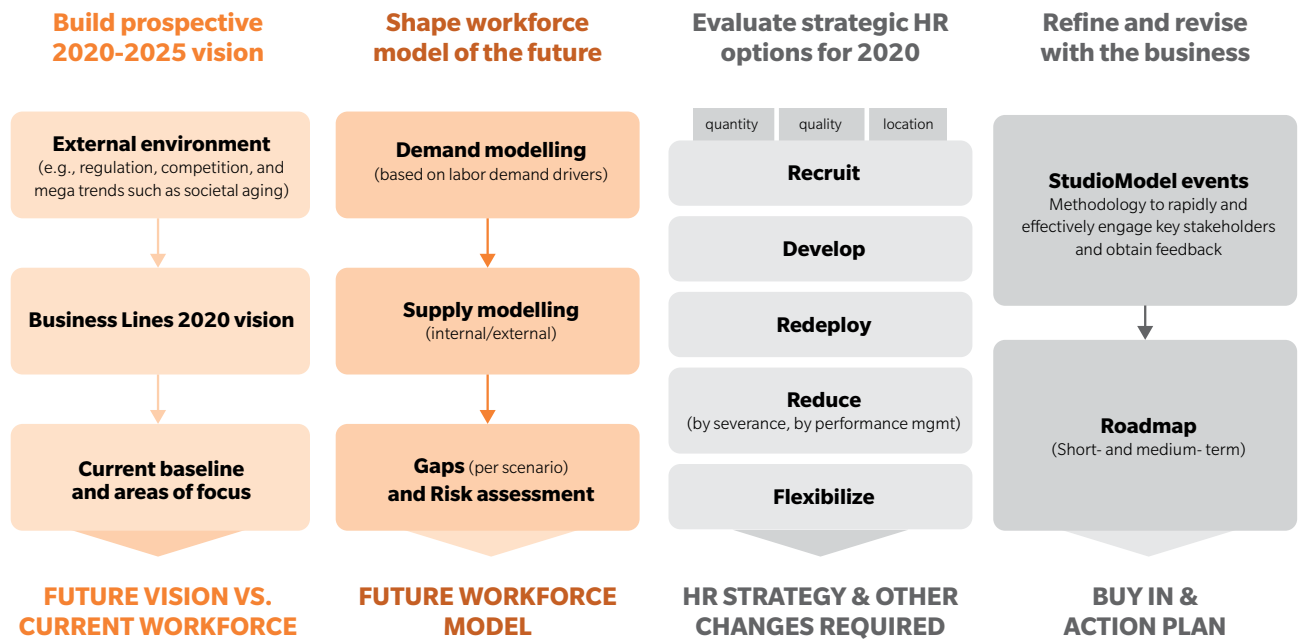 Build prospective
2020-2025 vision
External environment
(e.g., regulation, competition, and
mega trends such as societal aging)
Business Lines 2020 vision
Current baseline
and areas of focus
FUTURE VISION VS.
CURRENT WORKFORCE
Shape workforce
model of the future
Demand modelling
(based on labor demand drivers)
Supply modelling
(internal/external)
Gaps (per scenario)
and Risk assessment
FUTURE WORKFORCE
MODEL
Evaluate strategic HR
options for 2020
quantity quality location
Recruit
Develop
Redeploy
Reduce
(by severance, by performance mgmt)
Flexibilize
HR STRATEGY & OTHER
CHANGES REQUIRED
Refine and revise
with the business
StudioModel events
Methodology to rapidly and
effectively engage key stakeholders
and obtain feedback
Roadmap
(Short- and medium- term)
BUY IN &
ACTION PLAN